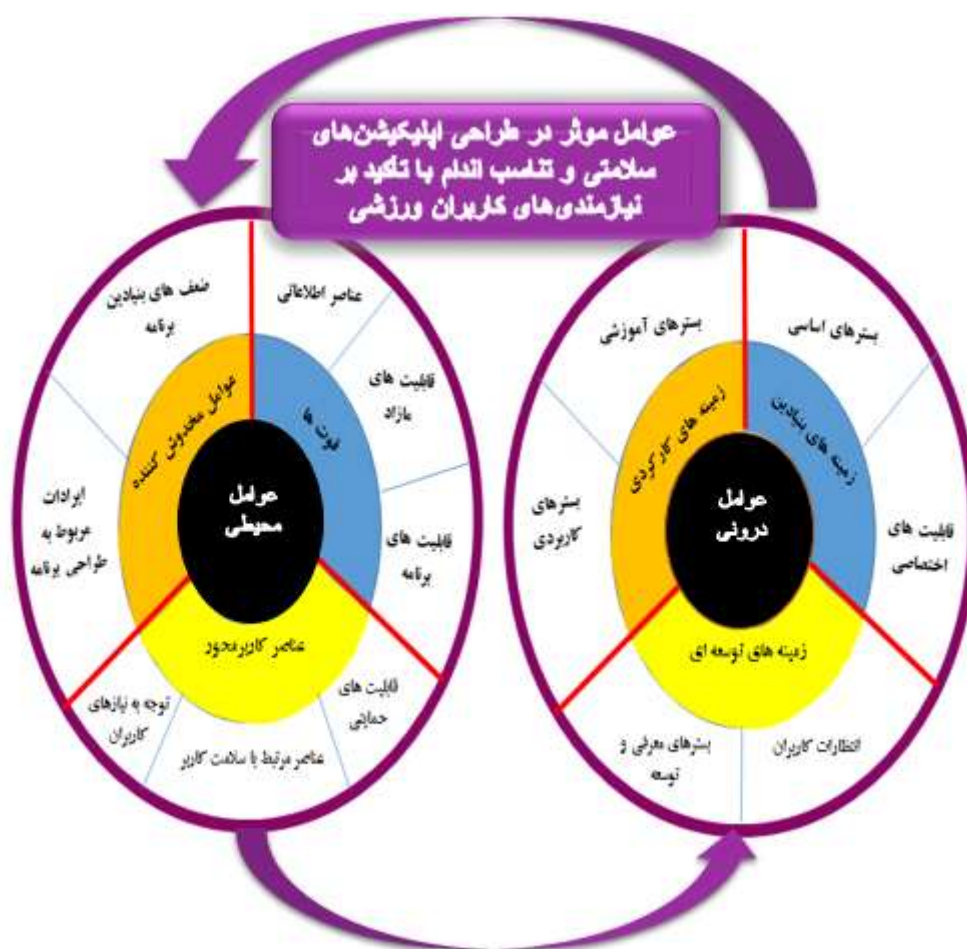 عوامل موثر در طراحی اپلیکیشن‌های
سلامتی و تناسب اندام با تأکید بر
نیازمندی‌های کاربران ورزشی
بسترهای اساسی
قابلیت های
اختصاصی
زمینه های بنیادین
بسترهای آموزشی
بسترهای
کاربردی
زمینه های کارکردی
عوامل
درونی
زمینه های توسعه ای
انتظارات کاربران
بسترهای معرفی و
توسعه
عناصر اطلاعاتی
قابلیت های
مازاد
قابلیت های
برنامه
قوت ها
ضعف های بنیادین
برنامه
ایرادات
مربوط به
طراحی برنامه
عوامل مخدوش کننده
عوامل
محیطی
عناصر کاربرمحور
قابلیت های
حمایتی
عناصر مرتبط با سلامت کاربر
توجه به نیازهای
کاربران